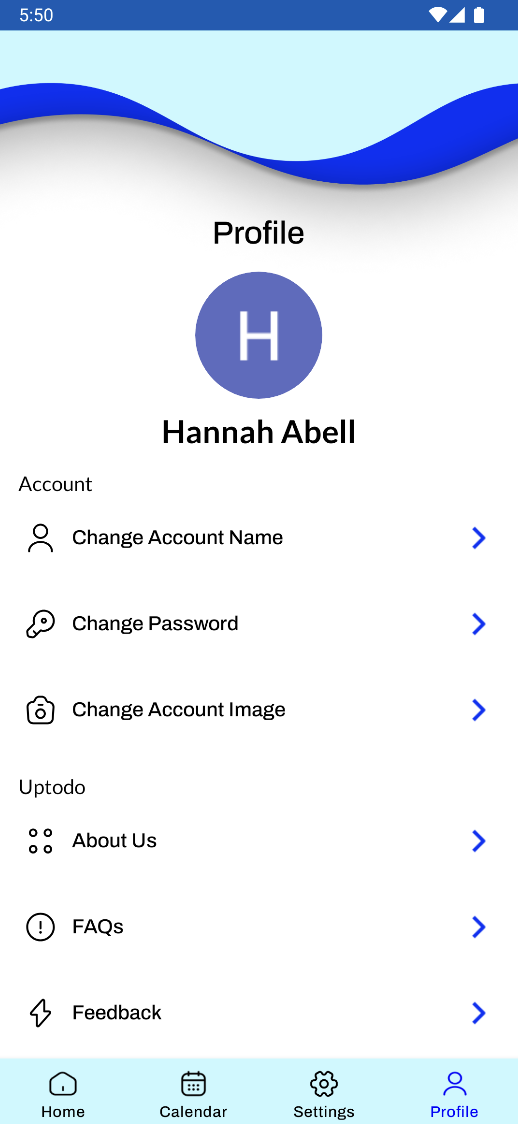 5:50
Profile
H
Hannah Abell
Account
Change Account Name
Change Password
Change Account Image
Uptodo
About Us
FAQs
Feedback
Home Calendar Settings Profile